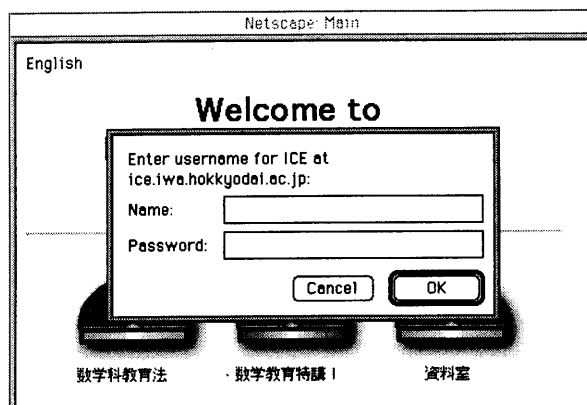 Netscape: Main
English
Welcome to
Enter username for ICE at
ice.iwa.hokkyodai.ac.jp:
Name:
Password:
Cancel
OK
数学科教育法
数学教育特講 I
資料室